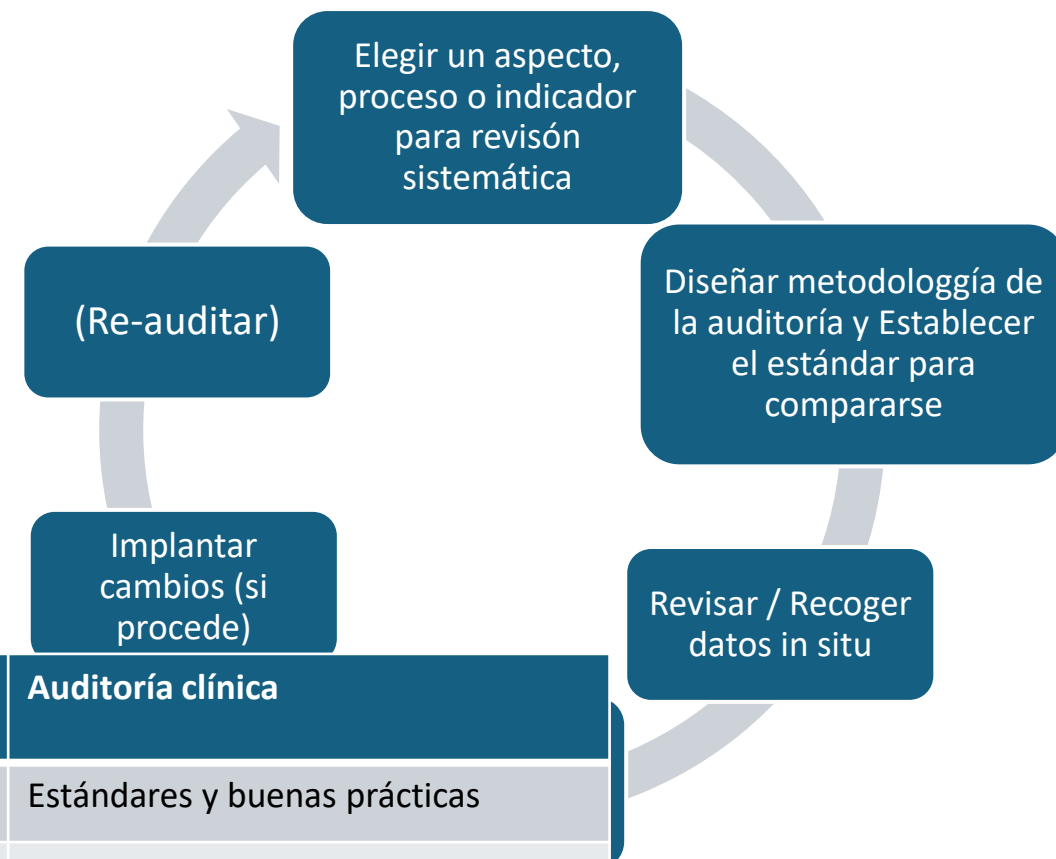 Elegir un aspecto,
proceso o indicador
para revisón
sistemática
Diseñar metodologgía de
la auditoría y Establecer
el estándar para
compararse
Revisar / Recoger
datos in situ
Implantar
cambios (si
procede)
(Re-auditar)
Auditoría clínica
Estándares y buenas prácticas